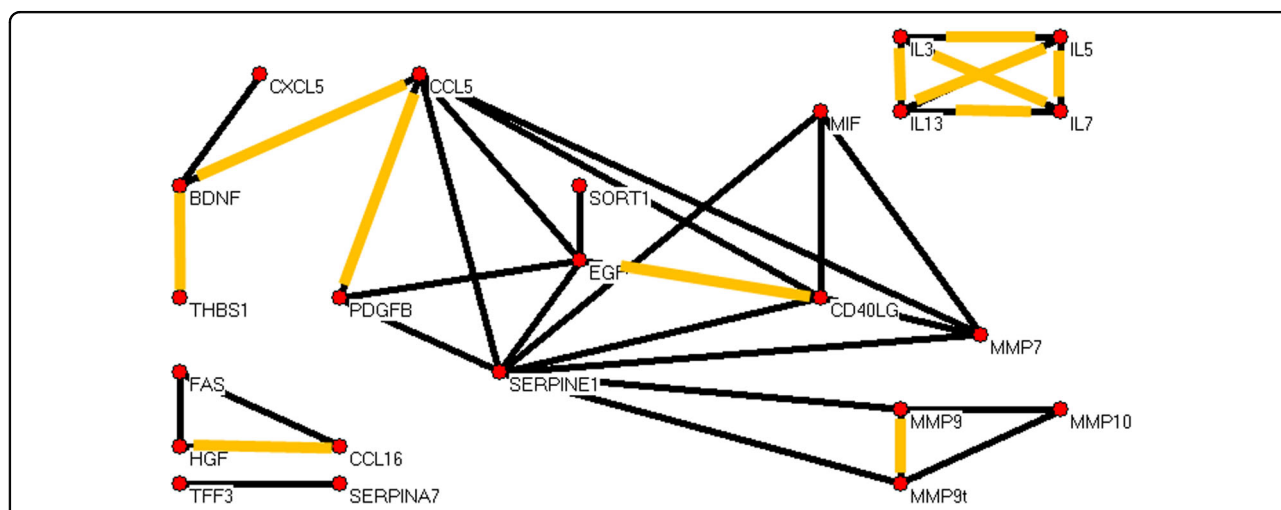 IL3
IL5
CXCL5
CCL5
MIF
IL13
IL7
BDNF
SORT1
EGF
THBS1
PDGFB
CD40LG
MMP7
FAS
SERPINE1
MMP9
MMP10
HGF
CCL16
TFF3
SERPINA7
MMP9t